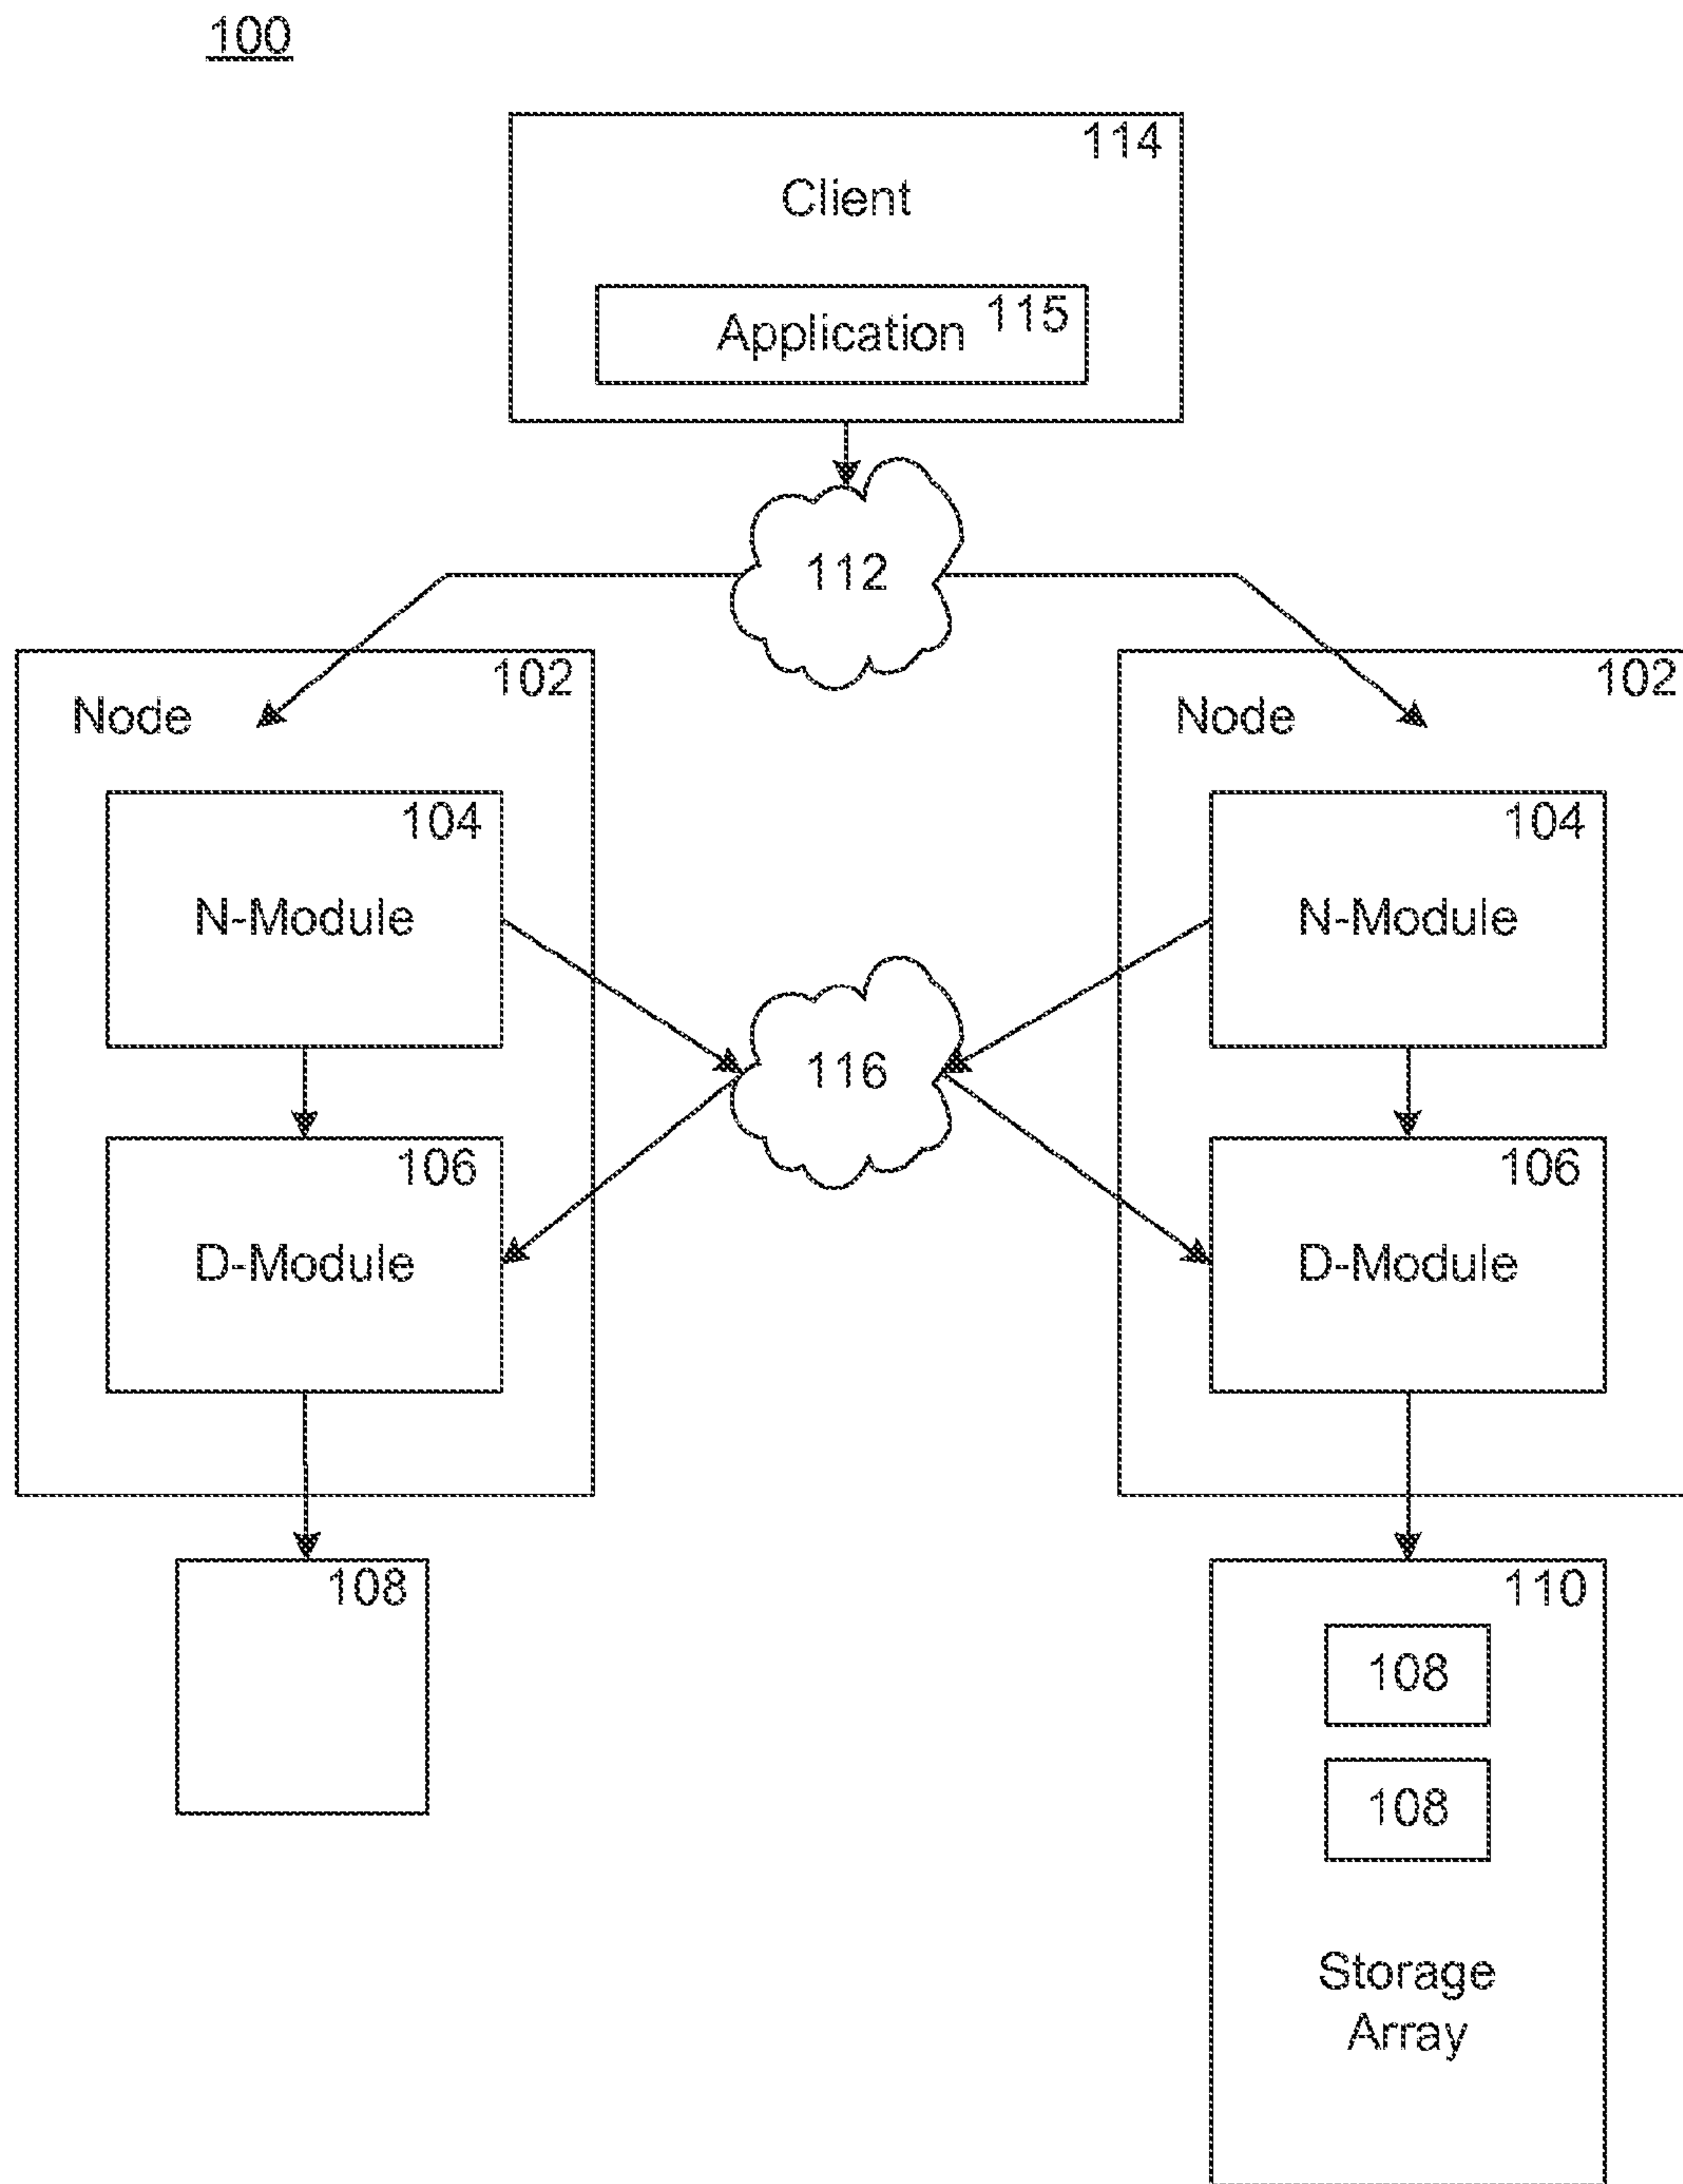 100
114
Client
Application 115
112
102
Node
102
Node
104
N-Module
104
N-Module
116
106
D-Module
106
D-Module
108
110
108
108
Storage
Array